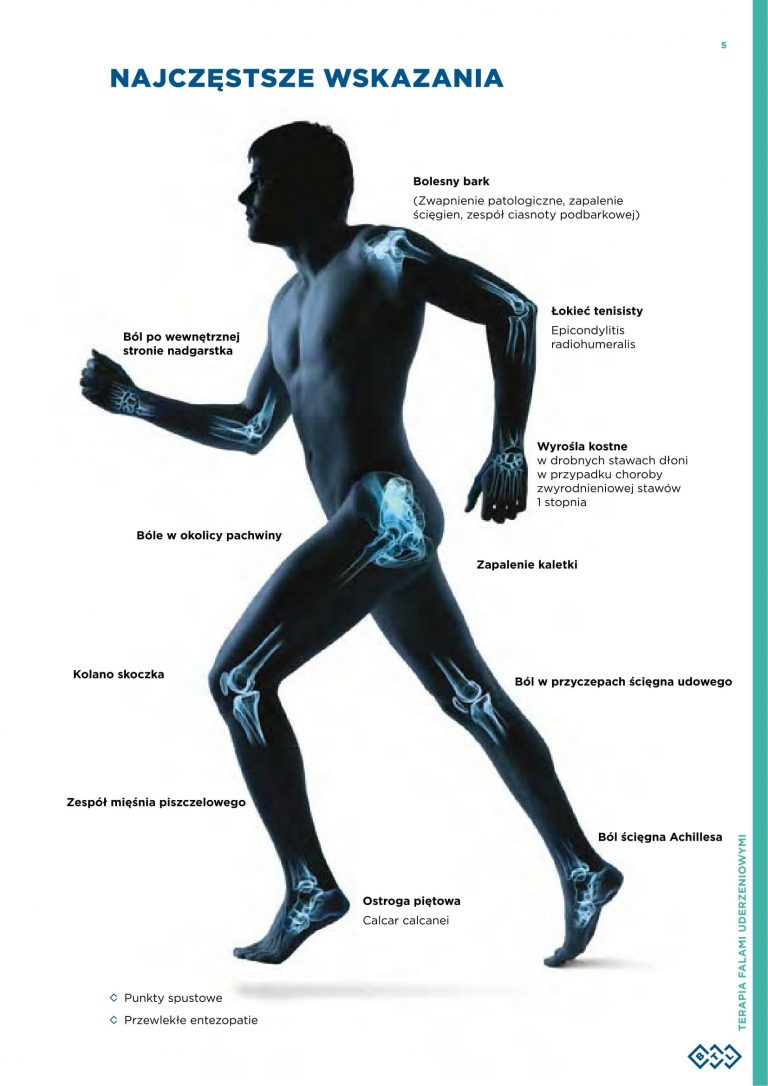 5
NAJCZĘSTSZE WSKAZANIA
Bolesny bark
(Zwapnienie patologiczne, zapalenie
ścięgien, zespół ciasnoty podbarkowej)
Łokieć tenisisty
Epicondylitis
radiohumeralis
Ból po wewnętrznej
stronie nadgarstka
Wyrośla kostne
w drobnych stawach dłoni
w przypadku choroby
zwyrodnieniowej stawów
1 stopnia
Bóle w okolicy pachwiny
Zapalenie kaletki
Kolano skoczka
Ból w przyczepach ścięgna udowego
Zespół mięśnia piszczelowego
Ból ścięgna Achillesa
Ostroga piętowa
Calcar calcanei
Punkty spustowe
Przewlekłe entezopatie
TERAPIA FALAMI UDERZENIOWYMI
BTL